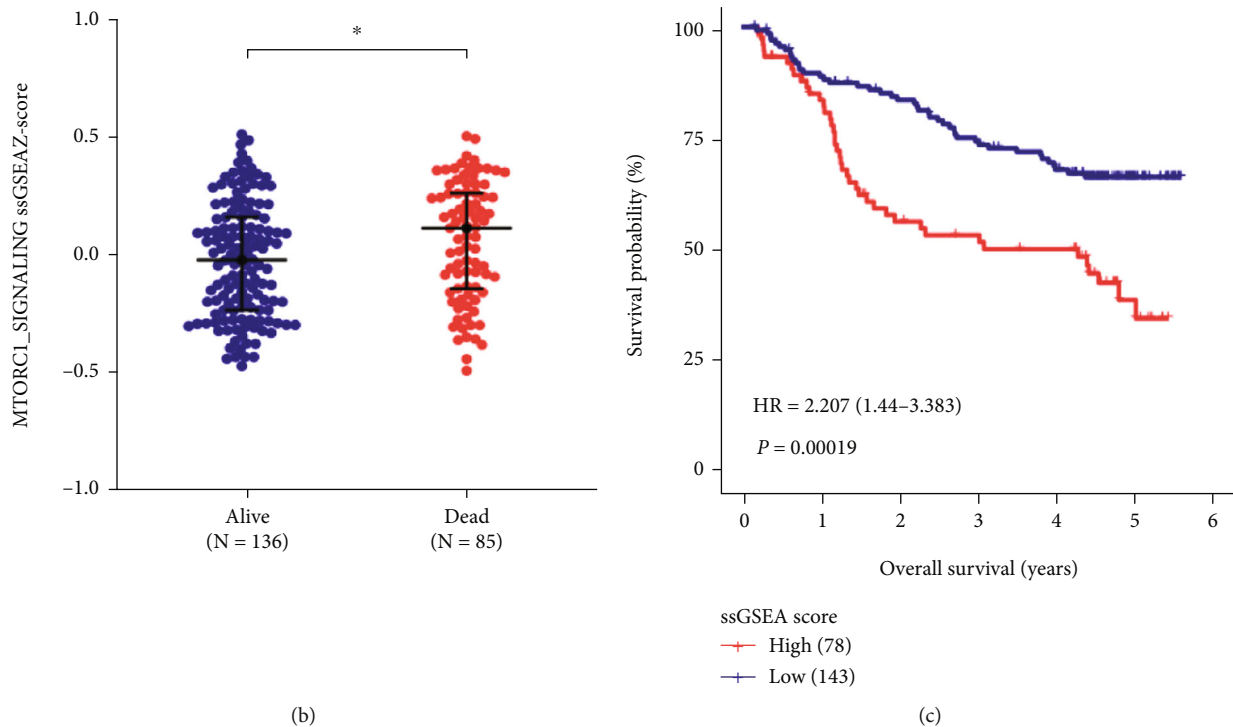 1.0
0.5
0.0
–0.5
–1.0
MTORC1_SIGNALING ssGSEAZ-score
*
Alive
(N = 136)
Dead
(N = 85)
(b)
100
75
50
25
0
Survival probability (%)
HR = 2.207 (1.44–3.383)
P = 0.00019
0 1 2 3 4 5 6
Overall survival (years)
ssGSEA score
High (78)
Low (143)
(c)